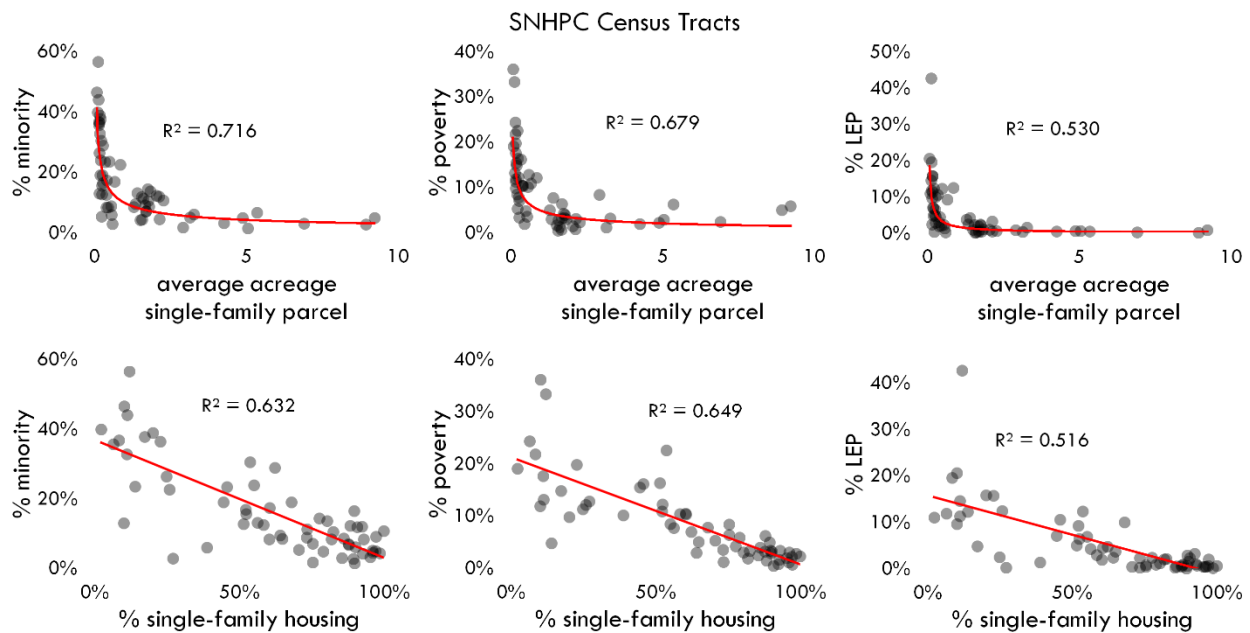 SNHPC Census Tracts
% minority
60%
40%
20%
0%
R² = 0.716
0
5
10
average acreage
single-family parcel
% poverty
40%
30%
20%
10%
0%
R² = 0.679
0
5
10
average acreage
single-family parcel
% LEP
50%
40%
30%
20%
10%
0%
R² = 0.530
0
5
10
average acreage
single-family parcel
% minority
60%
40%
20%
0%
R² = 0.632
0%
50%
100%
% single-family housing
% poverty
40%
30%
20%
10%
0%
R² = 0.649
0%
50%
100%
% single-family housing
% LEP
40%
30%
20%
10%
0%
R² = 0.516
0%
50%
100%
% single-family housing